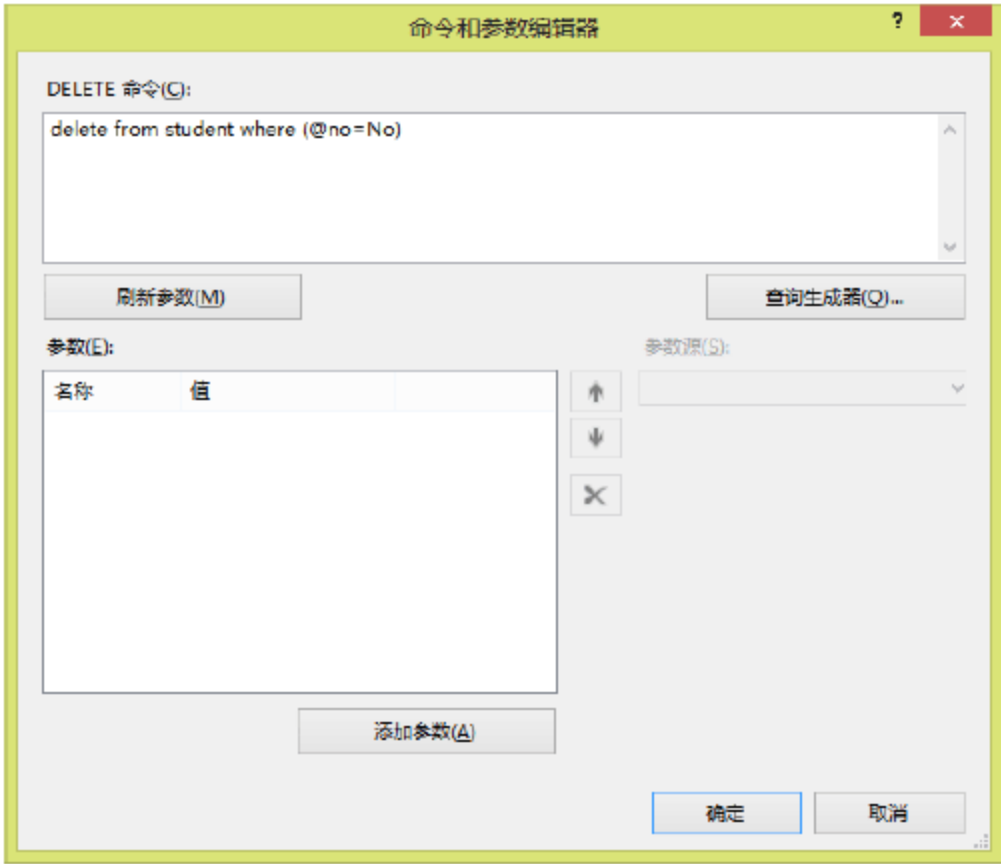 命令和参数编辑器
?
DELETE 命令(C):
delete from student where (@no=No)
刷新参数(M)
查询生成器(Q)...
参数(E):
参数源(S):
名称 值
添加参数(A)
确定 取消